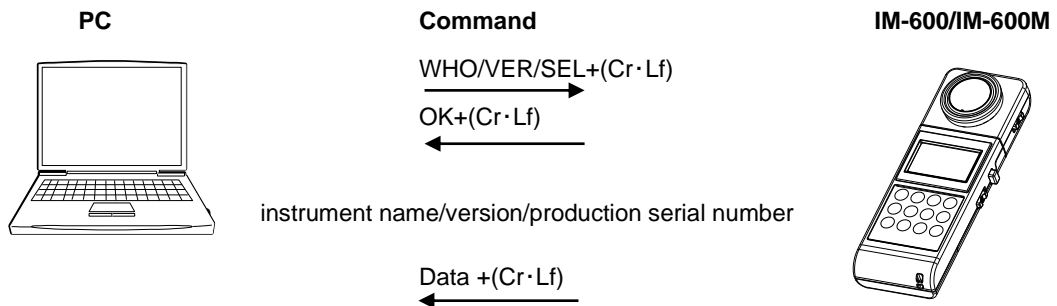 PC Command IM-600/IM-600M
WHO/VER/SEL+(Cr･Lf)
OK+(Cr･Lf)
instrument name/version/production serial number
Data +(Cr･Lf)